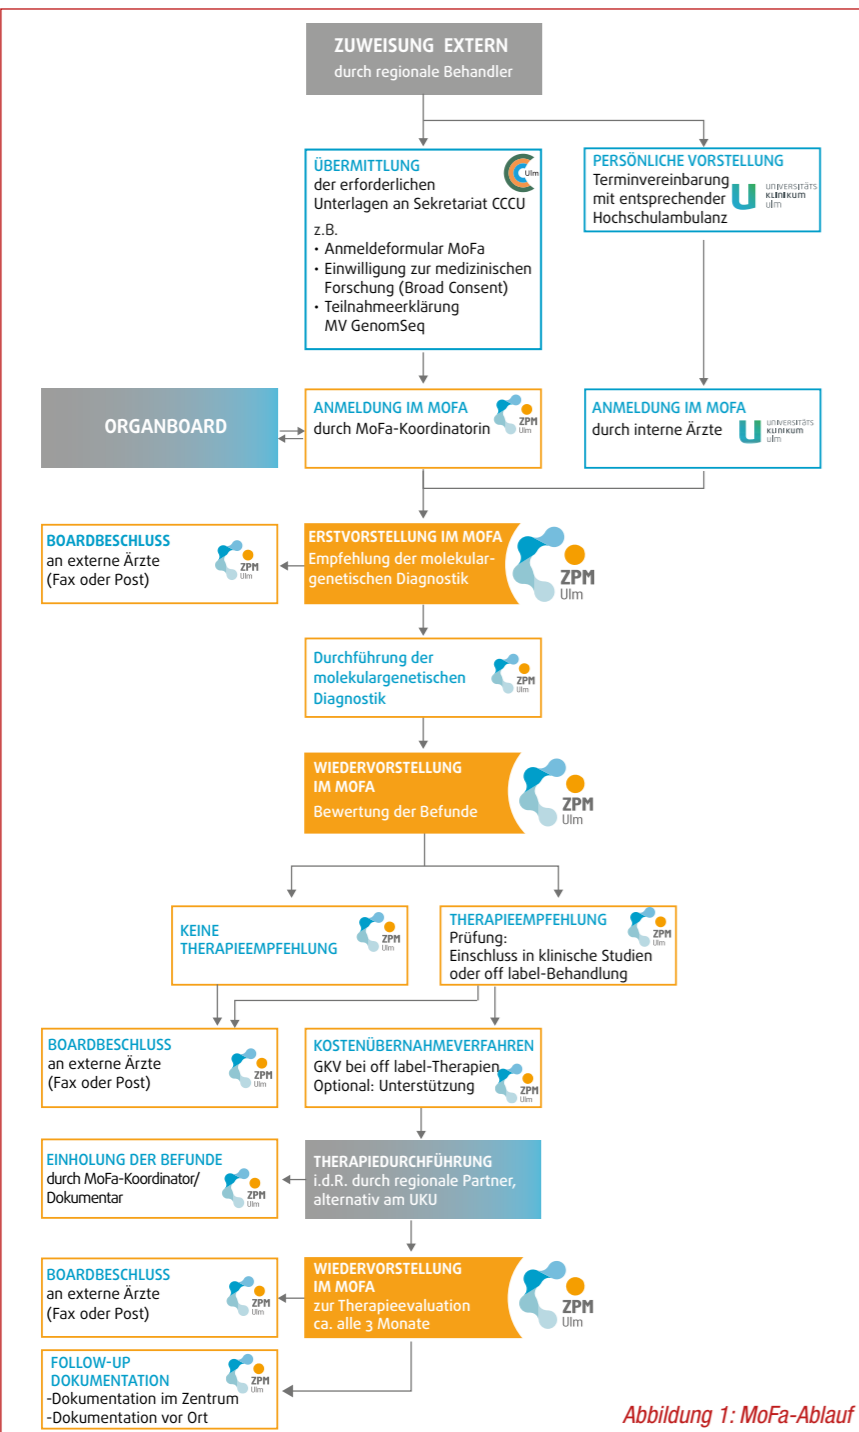 ZUWEISUNG EXTERN
durch regionale Behandler
ÜBERMITTLUNG
der erforderlichen
Unterlagen an Sekretariat CCCU
z.B.
• Anmeldeformular MoFa
• Einwilligung zur medizinischen
Forschung (Broad Consent)
• Teilnahmeerklärung
MV GenomSeq
Ulm
PERSÖNLICHE VORSTELLUNG
Terminvereinbarung
mit entsprechender
Hochschulambulanz
UNIVERSITÄTS
KLINIKUM
ulm
ORGANBOARD
ANMELDUNG IM MOFA
durch MoFa-Koordinatorin
ZPM
Ulm
ANMELDUNG IM MOFA
durch interne Ärzte
UNIVERSITÄTS
KLINIKUM
ulm
BOARDBESCHLUSS
an externe Ärzte
(Fax oder Post)
ZPM
Ulm
ERSTVORSTELLUNG IM MOFA
Empfehlung der molekular-
genetischen Diagnostik
ZPM
Ulm
Durchführung der
molekulargenetischen
Diagnostik
ZPM
Ulm
WIEDERVORSTELLUNG
IM MOFA
Bewertung der Befunde
ZPM
Ulm
KEINE
THERAPIEEMPFEHLUNG
ZPM
Ulm
THERAPIEEMPFEHLUNG
Prüfung:
Einschluss in klinische Studien
oder off label-Behandlung
ZPM
Ulm
BOARDBESCHLUSS
an externe Ärzte
(Fax oder Post)
ZPM
Ulm
KOSTENÜBERNAHMEVERFAHREN
GKV bei off label-Therapien
Optional: Unterstützung
ZPM
Ulm
EINHOLUNG DER BEFUNDE
durch MoFa-Koordinator/
Dokumentar
ZPM
Ulm
THERAPIEDURCHFÜHRUNG
i.d.R. durch regionale Partner,
alternativ am UKU
BOARDBESCHLUSS
an externe Ärzte
(Fax oder Post)
ZPM
Ulm
WIEDERVORSTELLUNG
IM MOFA
zur Therapieevaluation
ca. alle 3 Monate
ZPM
Ulm
FOLLOW-UP
DOKUMENTATION
-Dokumentation im Zentrum
-Dokumentation vor Ort
ZPM
Ulm
Abbildung 1: MoFa-Ablauf